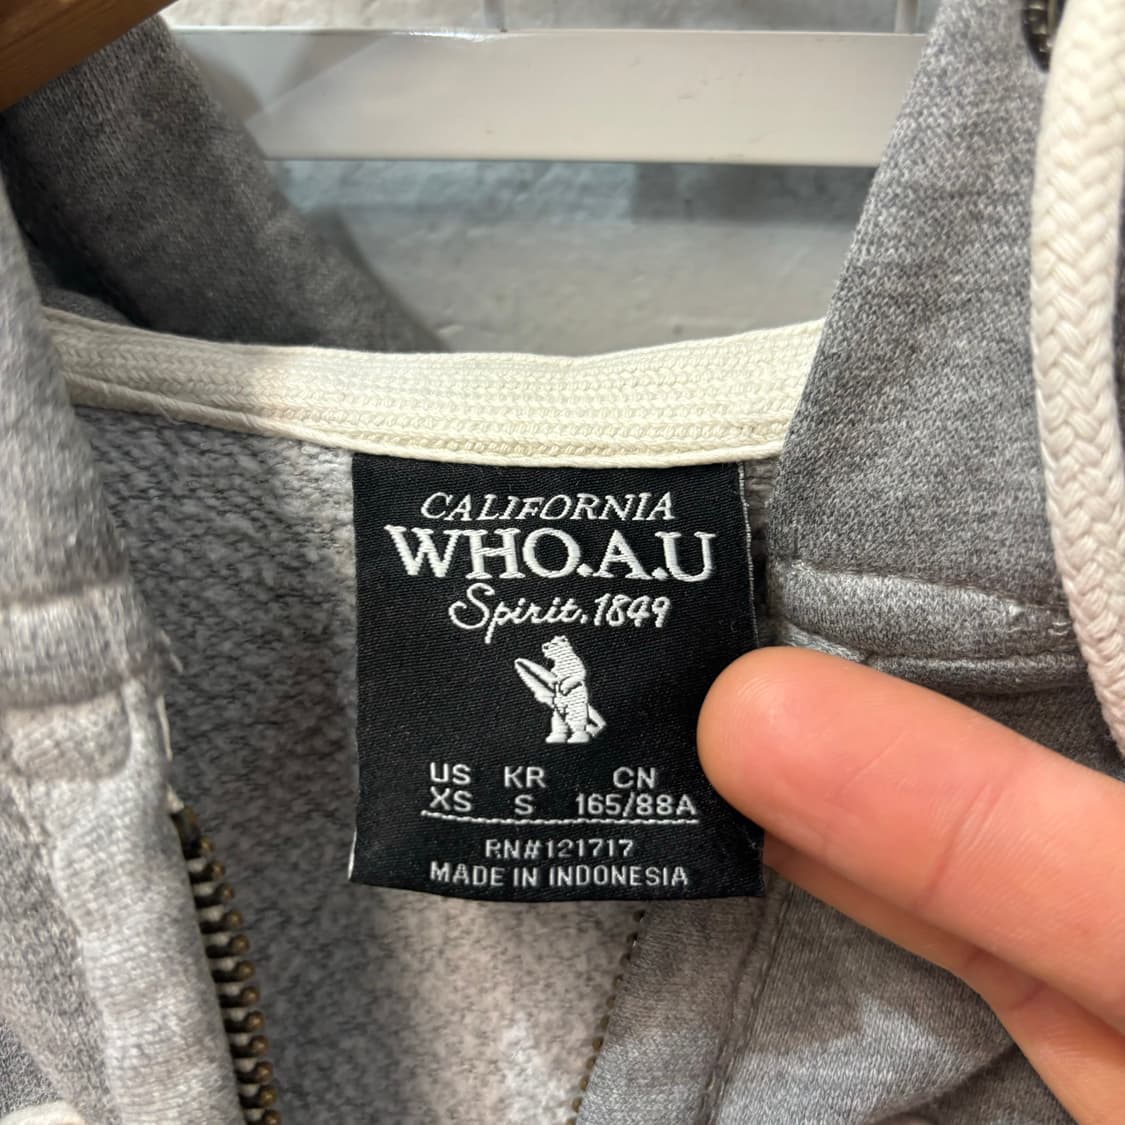 CALIFORNIA
WHO.A.U
Spirit.1849
US KR CN
XS S 165/88A
RN#121717
MADE IN INDONESIA